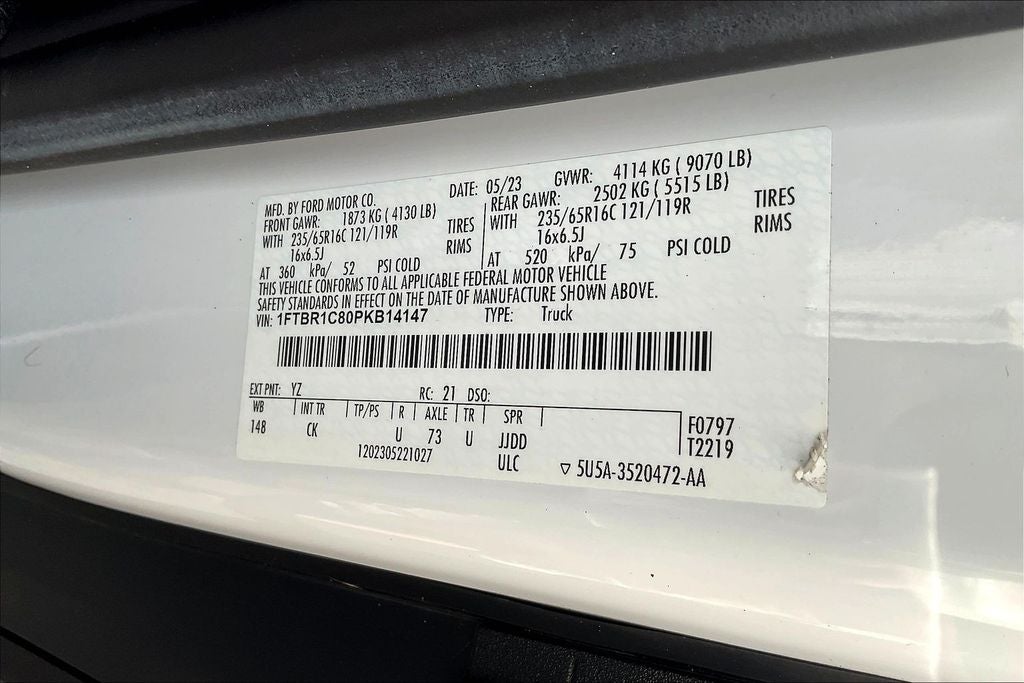 MFD. BY FORD MOTOR CO. DATE: 05/23 GVWR: 4114 KG ( 9070 LB)
FRONT GAWR: 1873 KG ( 4130 LB) REAR GAWR: 2502 KG ( 5515 LB)
WITH 235/65R16C 121/119R TIRES WITH 235/65R16C 121/119R TIRES
16x6.5J RIMS 16x6.5J RIMS
AT 360 kPa/ 52 PSI COLD AT 520 kPa/ 75 PSI COLD
THIS VEHICLE CONFORMS TO ALL APPLICABLE FEDERAL MOTOR VEHICLE
SAFETY STANDARDS IN EFFECT ON THE DATE OF MANUFACTURE SHOWN ABOVE.
VIN: 1FTBR1C80PKB14147 TYPE: Truck
EXT PNT: YZ RC: 21 DSO:
WB INT TR TP/PS R AXLE TR SPR F0797
148 CK U 73 U JJDD T2219
1202305221027 ULC ▽ 5U5A-3520472-AA